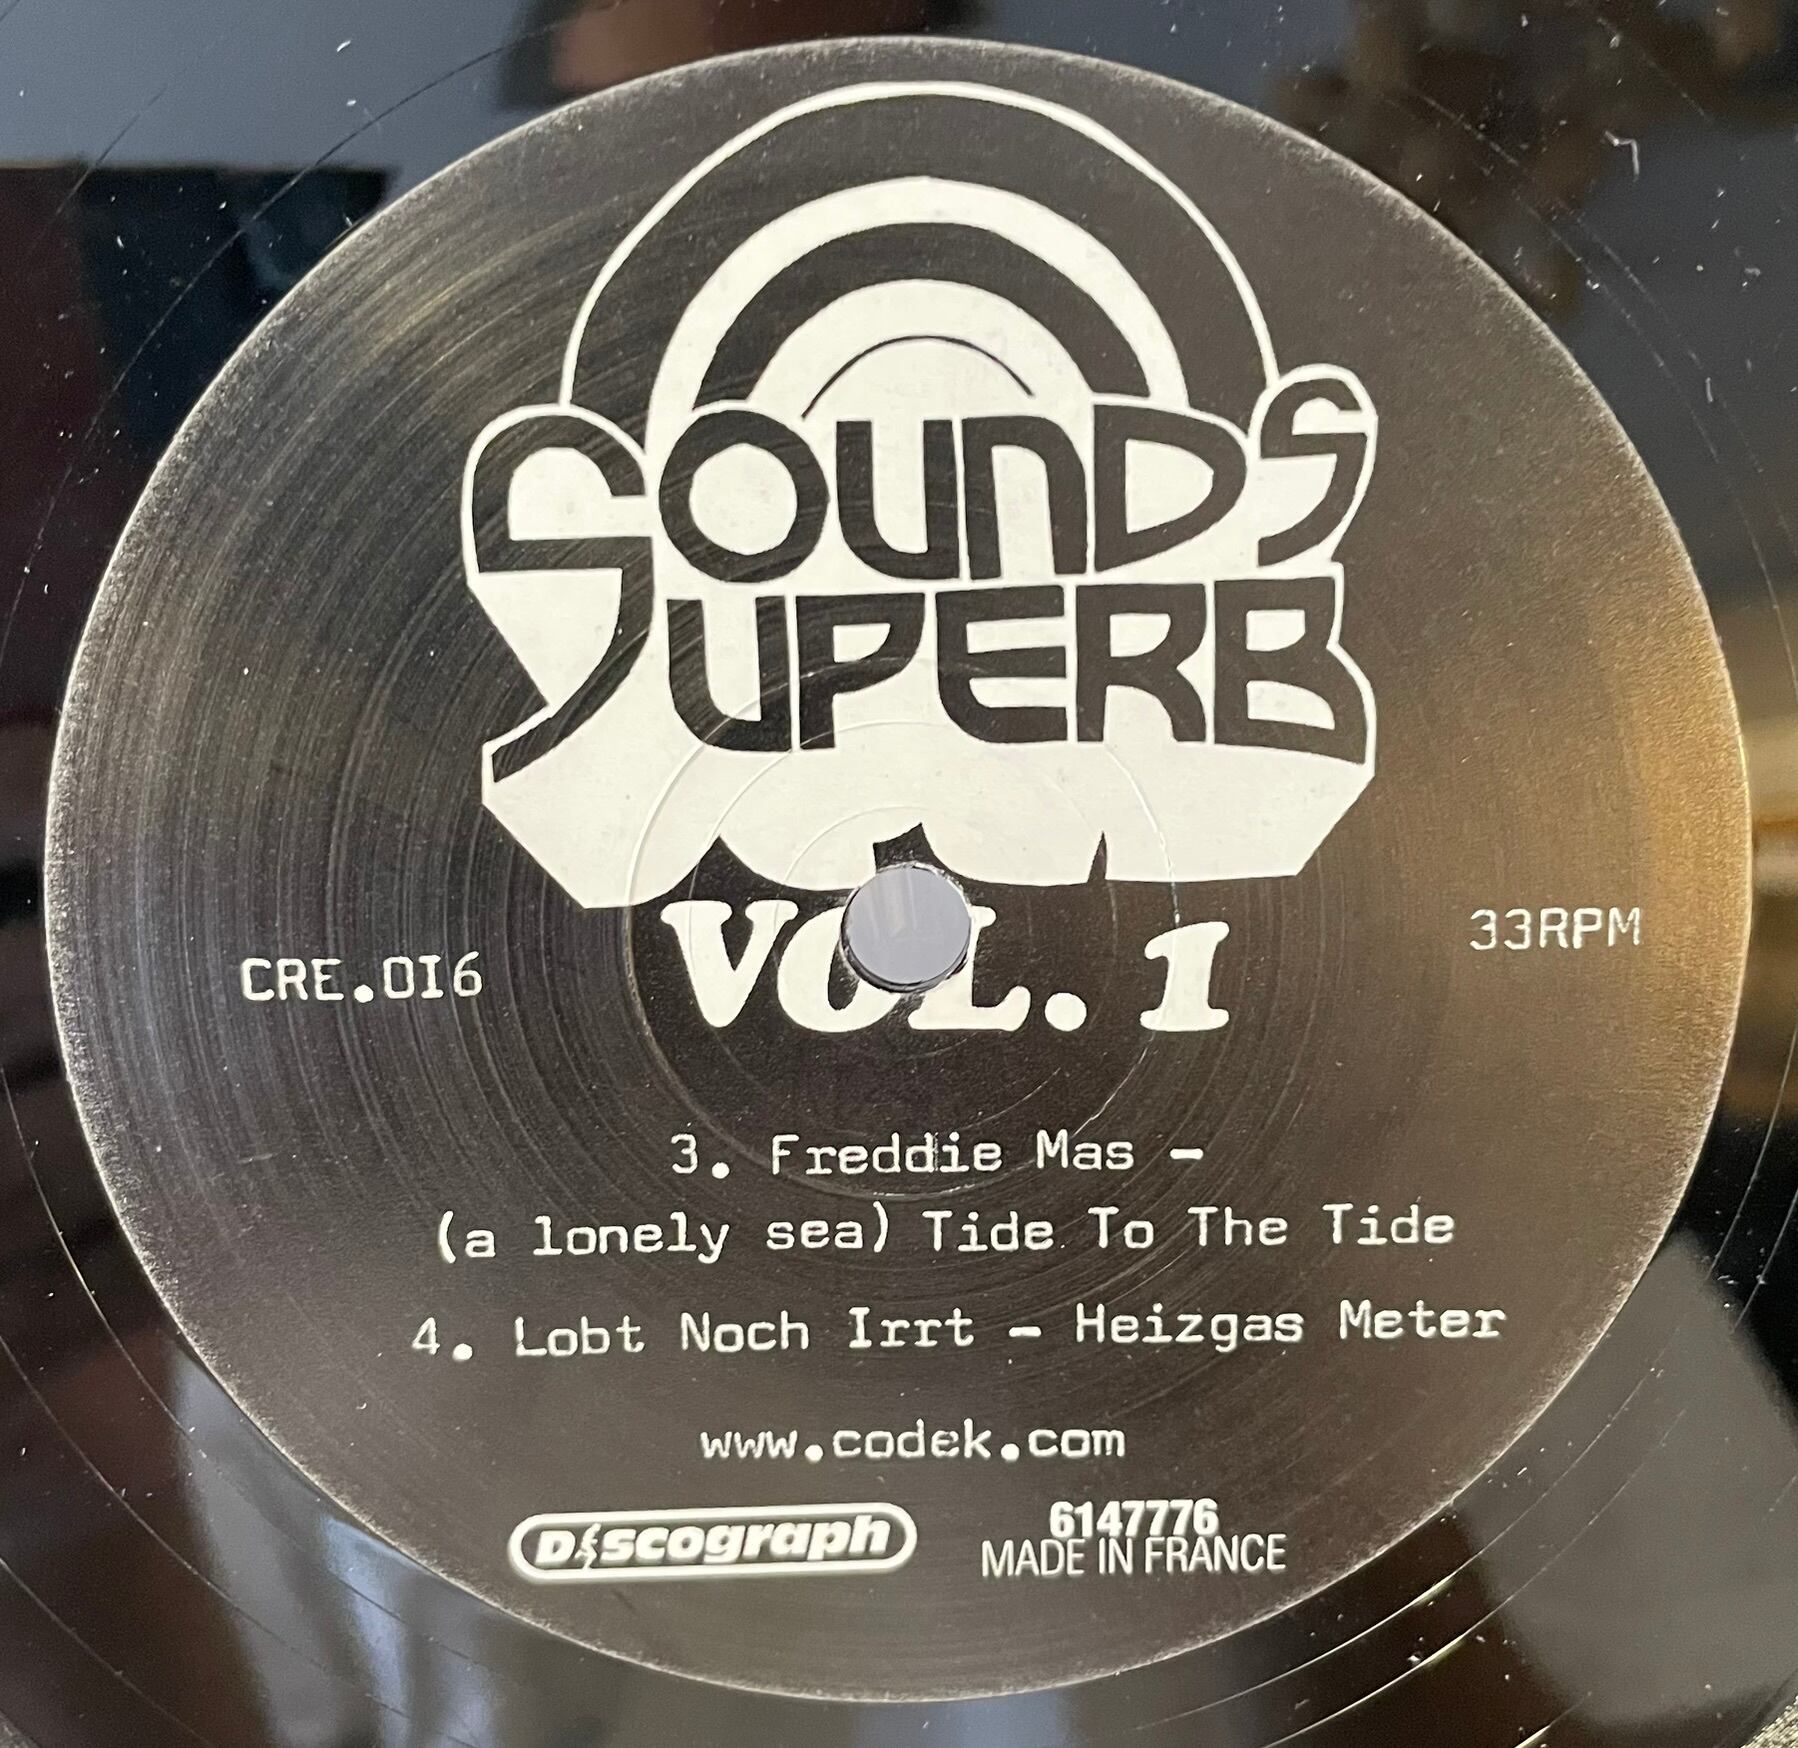 SOUNDS
SUPERB
VOL. 1
CRE.016
33RPM
3. Freddie Mas -
(a lonely sea) Tide To The Tide
4. Lobt Noch Irrt - Heizgas Meter
www.codek.com
Discograph
6147776
MADE IN FRANCE